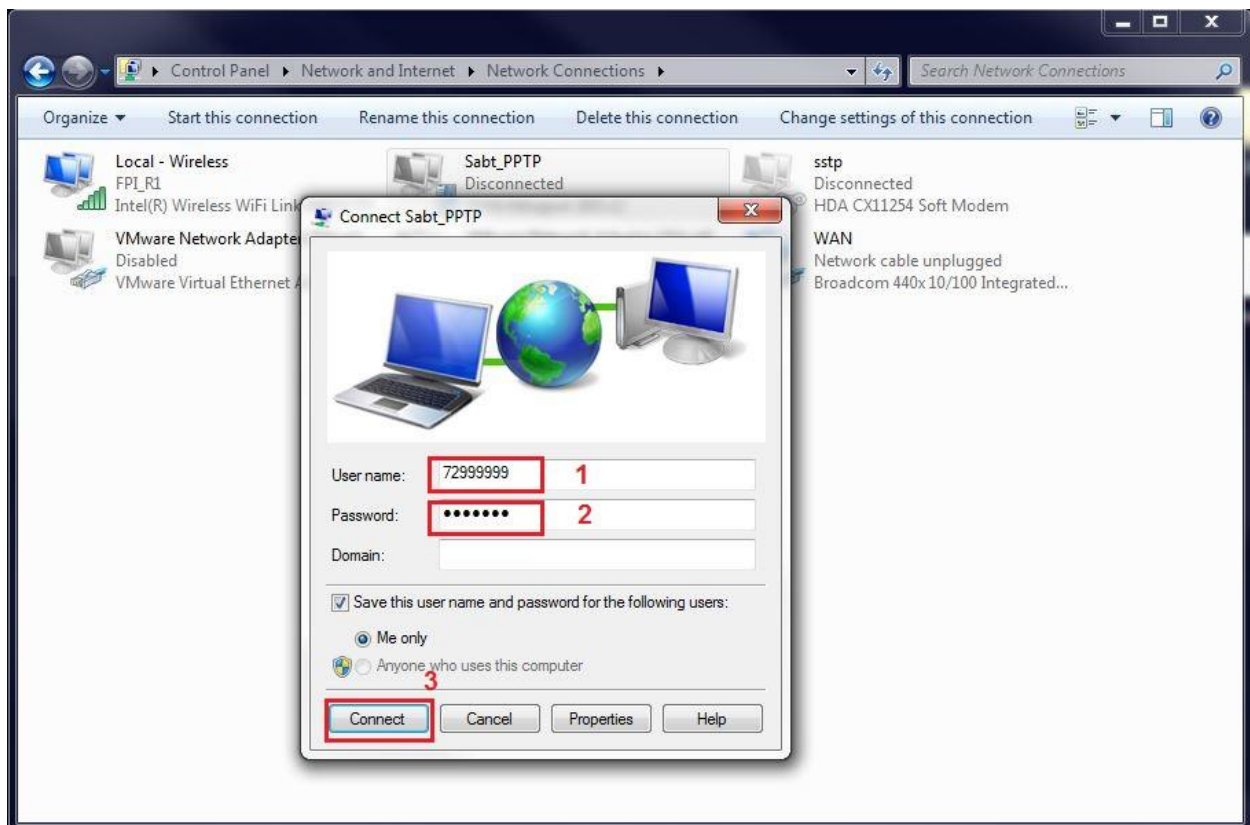 Control Panel Network and Internet Network Connections
Search Network Connections
Organize Start this connection Rename this connection Delete this connection Change settings of this connection
Local - Wireless
FPI_R1
Intel(R) Wireless WiFi Link
Sabt_PPTP
Disconnected
sstp
Disconnected
HDA CX11254 Soft Modem
VMware Network Adapte
Disabled
VMware Virtual Ethernet A
WAN
Network cable unplugged
Broadcom 440x 10/100 Integrated...
Connect Sabt_PPTP
User name: 72999999 1
Password: ••••••• 2
Domain:
Save this user name and password for the following users:
Me only
Anyone who uses this computer
3
Connect Cancel Properties Help